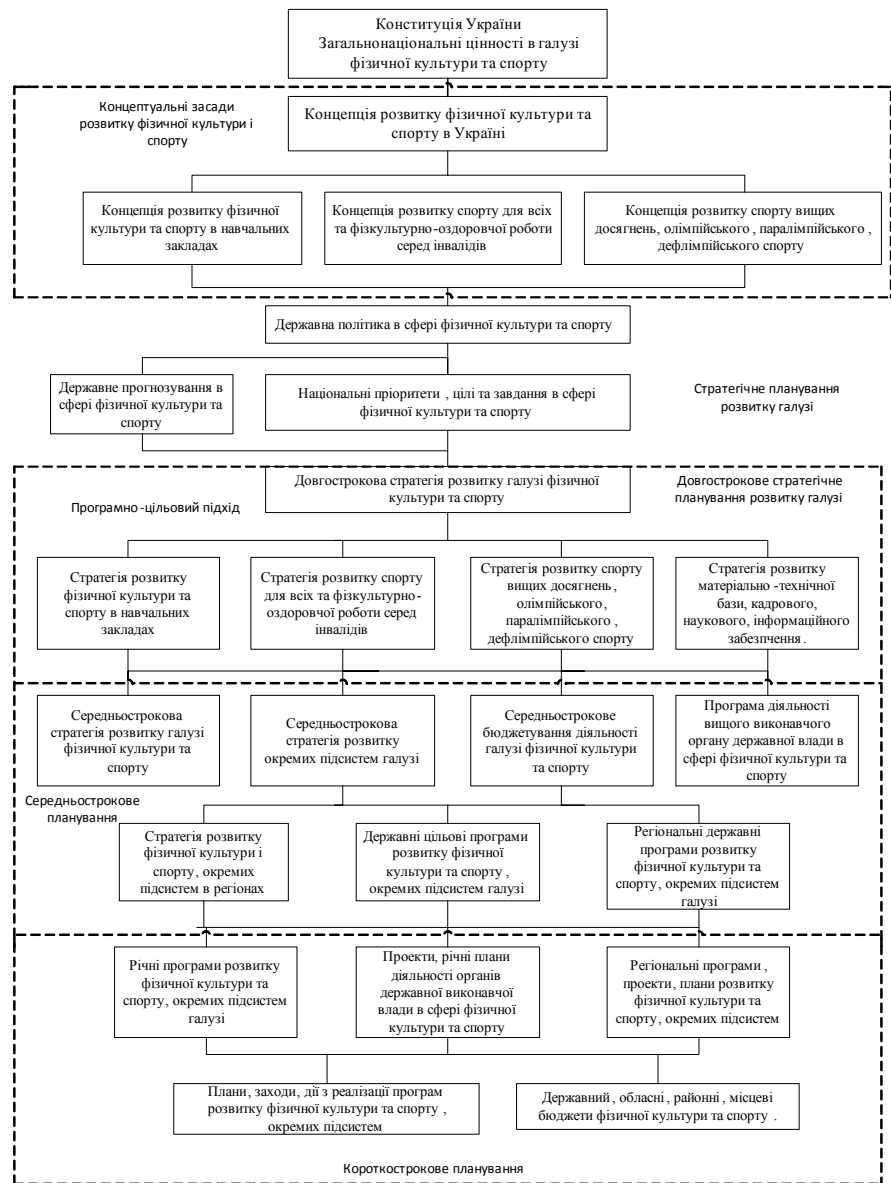 Конституція України
Загальнонаціональні цінності в галузі
фізичної культури та спорту
Концептуальні засади
розвитку фізичної культури і
спорту
Концепція розвитку фізичної культури та
спорту в Україні
Концепція розвитку фізичної
культури та спорту в навчальних
закладах
Концепція розвитку спорту для всіх
та фізкультурно-оздоровчої роботи
серед інвалідів
Концепція розвитку спорту вищих
досягнень, олімпійського , паралімпійського ,
дефлімпійського спорту
Державна політика в сфері фізичної культури та спорту
Державне прогнозування в
сфері фізичної культури та
спорту
Національні пріоритети , цілі та завдання в сфері
фізичної культури та спорту
Стратегічне планування
розвитку галузі
Довгострокова стратегія розвитку галузі фізичної
культури та спорту
Довгострокове стратегічне
планування розвитку галузі
Програмно -цільовий підхід
Стратегія розвитку
фізичної культури та
спорту в навчальних
закладах
Стратегія розвитку спорту
для всіх та фізкультурно-
оздоровчої роботи серед
інвалідів
Стратегія розвитку спорту
вищих досягнень,
олімпійського ,
паралімпійського ,
дефлімпійського спорту
Стратегія розвитку
матеріально -технічної
бази, кадрового,
наукового, інформаційного
забезпчення .
Середньострокова
стратегія розвитку галузі
фізичної культури та
спорту
Середньострокова
стратегія розвитку
окремих підсистем галузі
Середньострокове
бюджетування діяльності
галузі фізичної культури
та спорту
Програма діяльності
вищого виконавчого
органу державної влади в
сфері фізичної культури та
спорту
Середньострокове
планування
Стратегія розвитку
фізичної культури і
спорту, окремих
підсистем в регіонах
Державні цільові програми
розвитку фізичної
культури та спорту ,
окремих підсистем галузі
Регіональні державні
програми розвитку
фізичної культури та
спорту, окремих підсистем
галузі
Річні програми розвитку
фізичної культури та
спорту, окремих підсистем
галузі
Проекти, річні плани
діяльності органів
державної виконавчої
влади в сфері фізичної
культури та спорту
Регіональні програми ,
проекти, плани розвитку
фізичної культури та
спорту, окремих підсистем
Плани, заходи, дії з реалізації програм
розвитку фізичної культури та спорту ,
окремих підсистем
Державний , обласні , районні , місцеві
бюджети фізичної культури та спорту .
Короткострокове планування